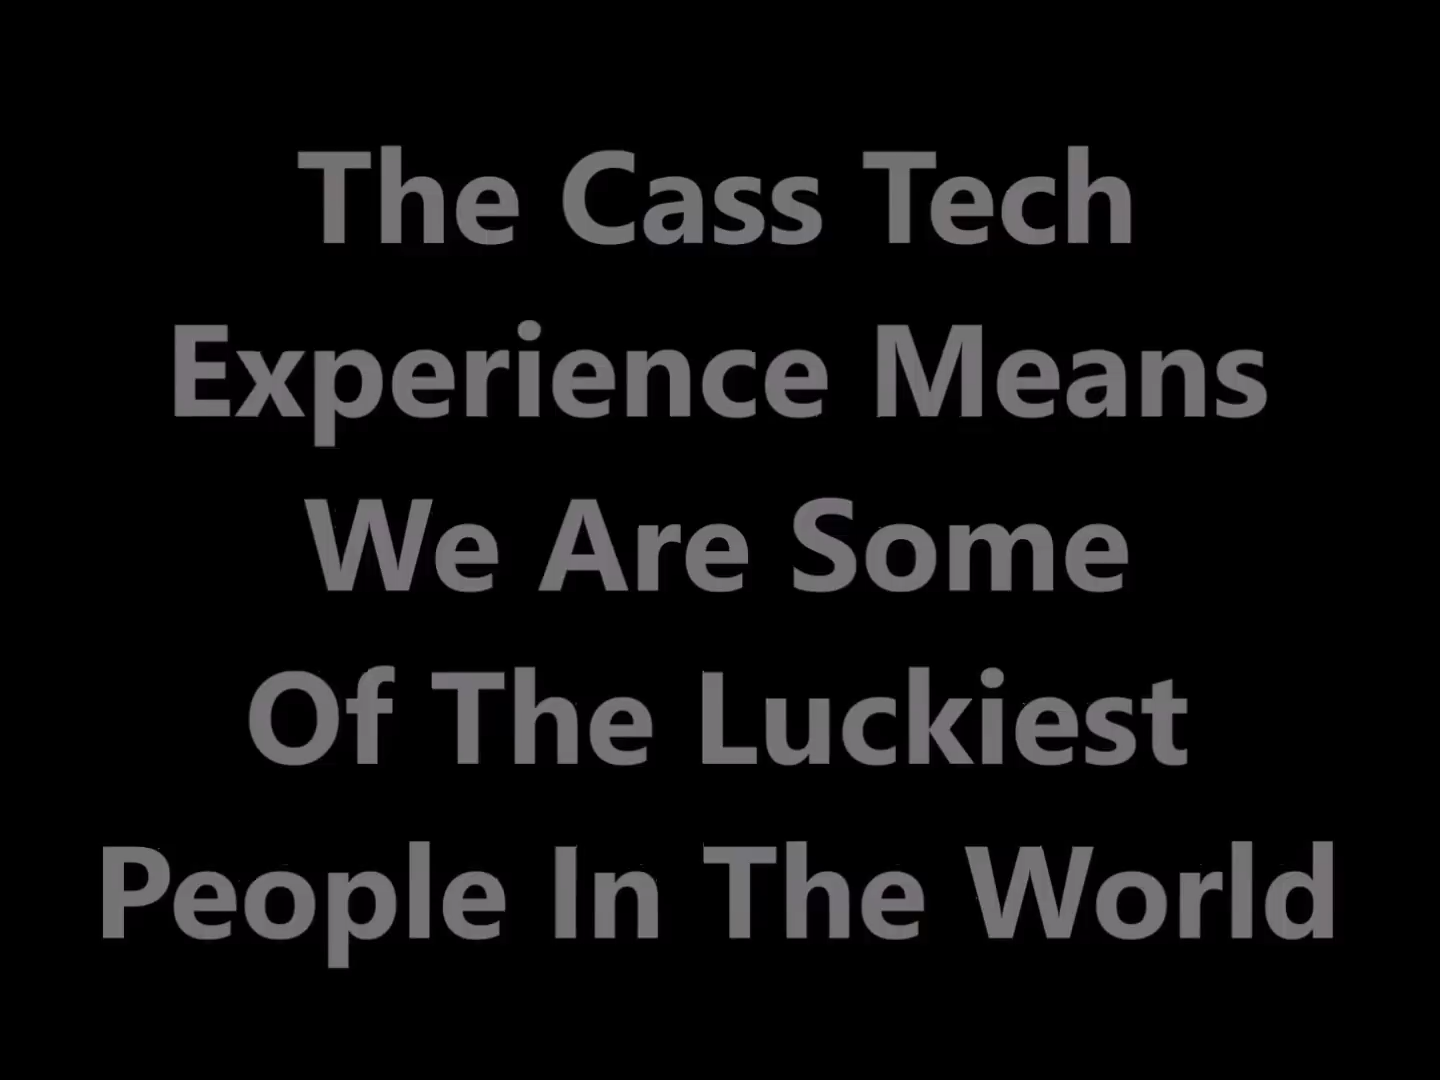 The Cass Tech
Experience Means
We Are Some
Of The Luckiest
People In The World